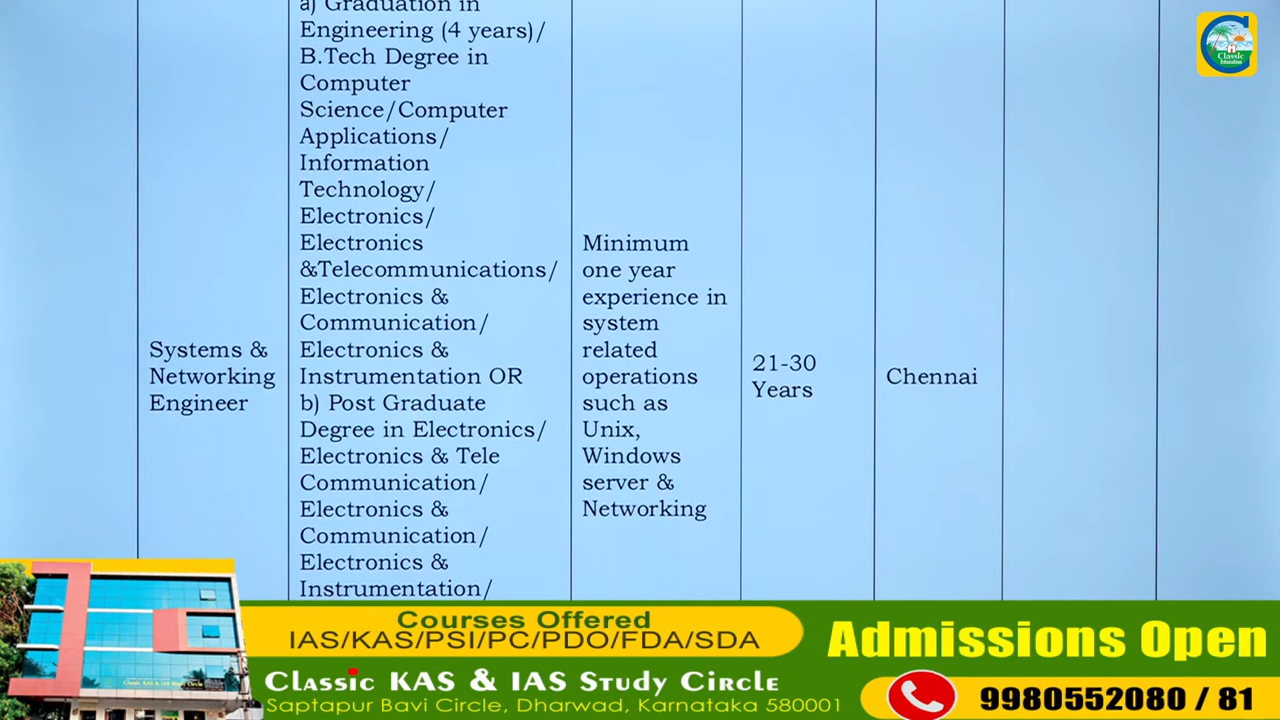 a) Graduation in
Engineering (4 years)/
B.Tech Degree in
Computer
Science/Computer
Applications/
Information
Technology/
Electronics/
Electronics
&Telecommunications/
Electronics &
Communication/
Electronics &
Instrumentation OR
b) Post Graduate
Degree in Electronics/
Electronics & Tele
Communication/
Electronics &
Communication/
Electronics &
Instrumentation/
Systems &
Networking
Engineer
Minimum
one year
experience in
system
related
operations
such as
Unix,
Windows
server &
Networking
21-30
Years
Chennai
Classic
Education
Courses Offered
IAS/KAS/PSI/PC/PDO/FDA/SDA
Classic KAS & IAS Study Circle
Saptapur Bavi Circle, Dharwad, Karnataka 580001
Admissions Open
9980552080 / 81